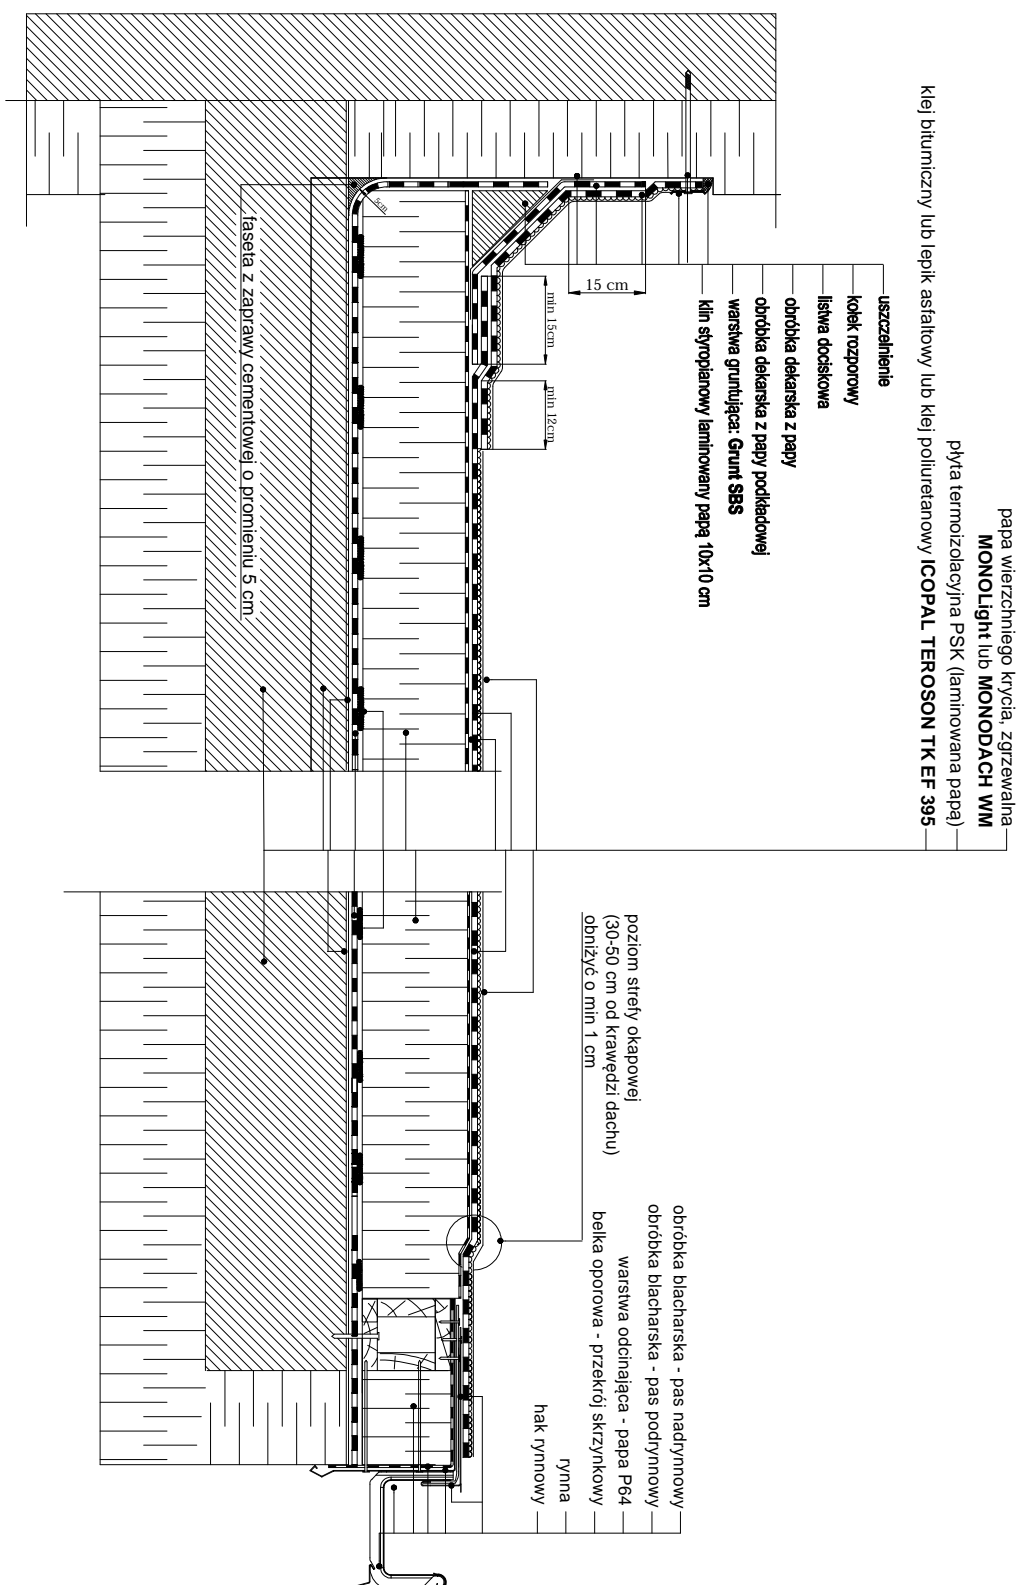 papa wierzchniego krycia, zgrzewalna
MONOLight lub MONODACH WM
płyta termoizolacyjna PSK (laminowana papą)
klej bitumiczny lub lepik asfaltowy lub klej poliuretanowy ICOPAL TEROSON TK EF 395
uszczelnienie
kołek rozporowy
listwa dociskowa
obróbka dekarska z papy
obróbka dekarska z papy podkładowej
warstwa gruntująca: Grunt SBS
klin styropianowy laminowany papą 10x10 cm
15 cm
min 15cm
min 12cm
5cm
faseta z zaprawy cementowej o promieniu 5 cm
poziom strefy okapowej
(30-50 cm od krawędzi dachu)
obniżyć o min 1 cm
obróbka blacharska - pas nadrynnowy
obróbka blacharska - pas podrynnowy
warstwa odcinająca - papa P64
belka oporowa - przekrój skrzynkowy
rynna
hak rynnowy